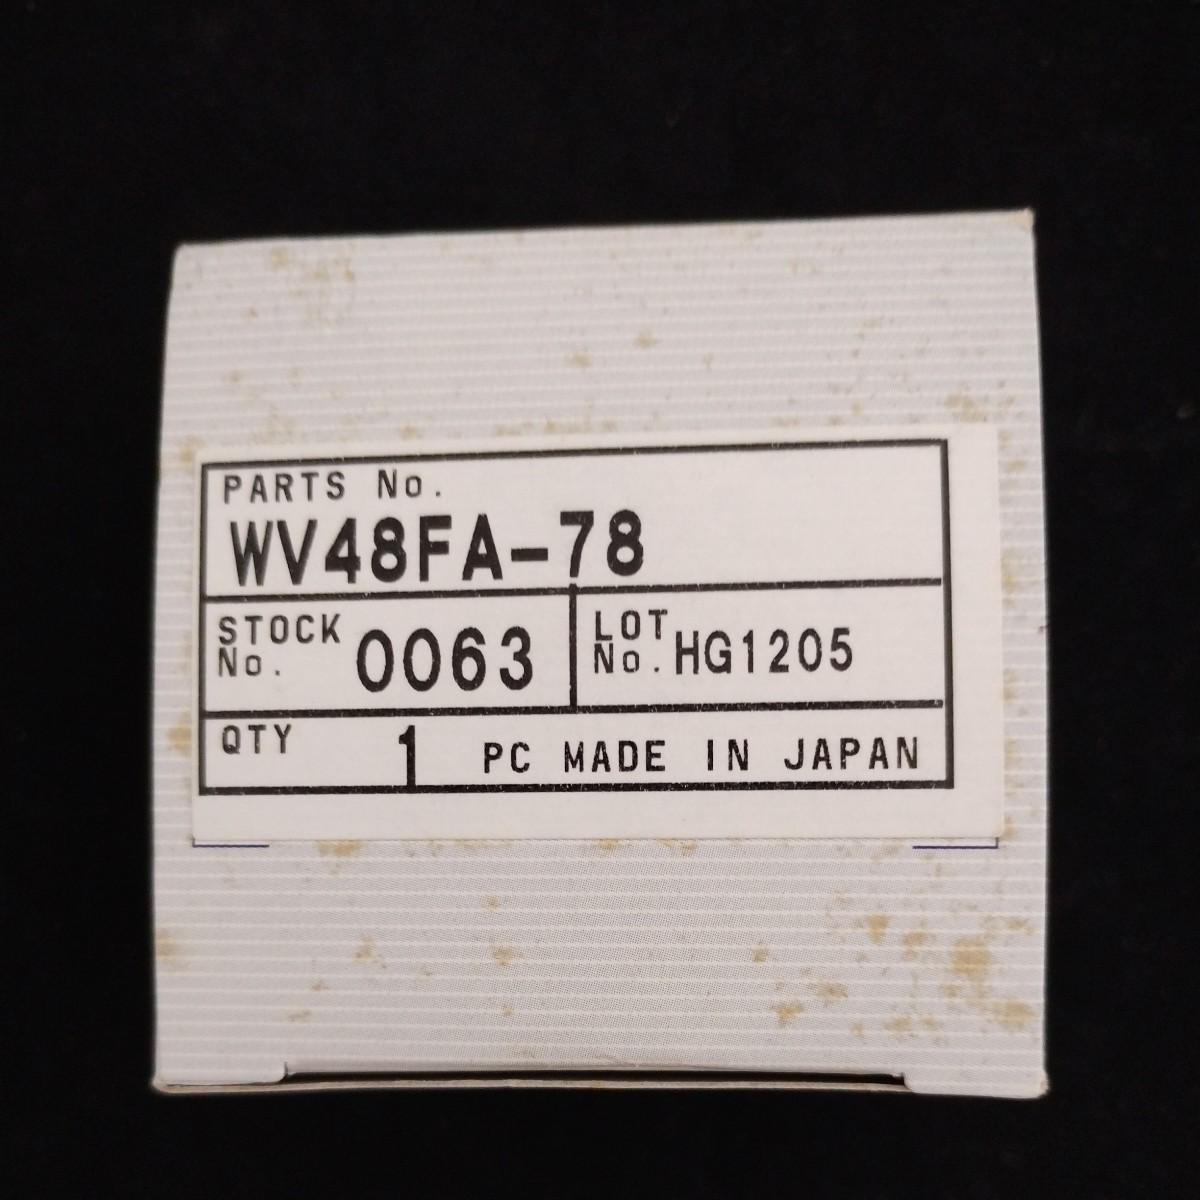 PARTS No.
WV48FA-78
STOCK No. 0063
LOT No. HG1205
QTY 1 PC MADE IN JAPAN